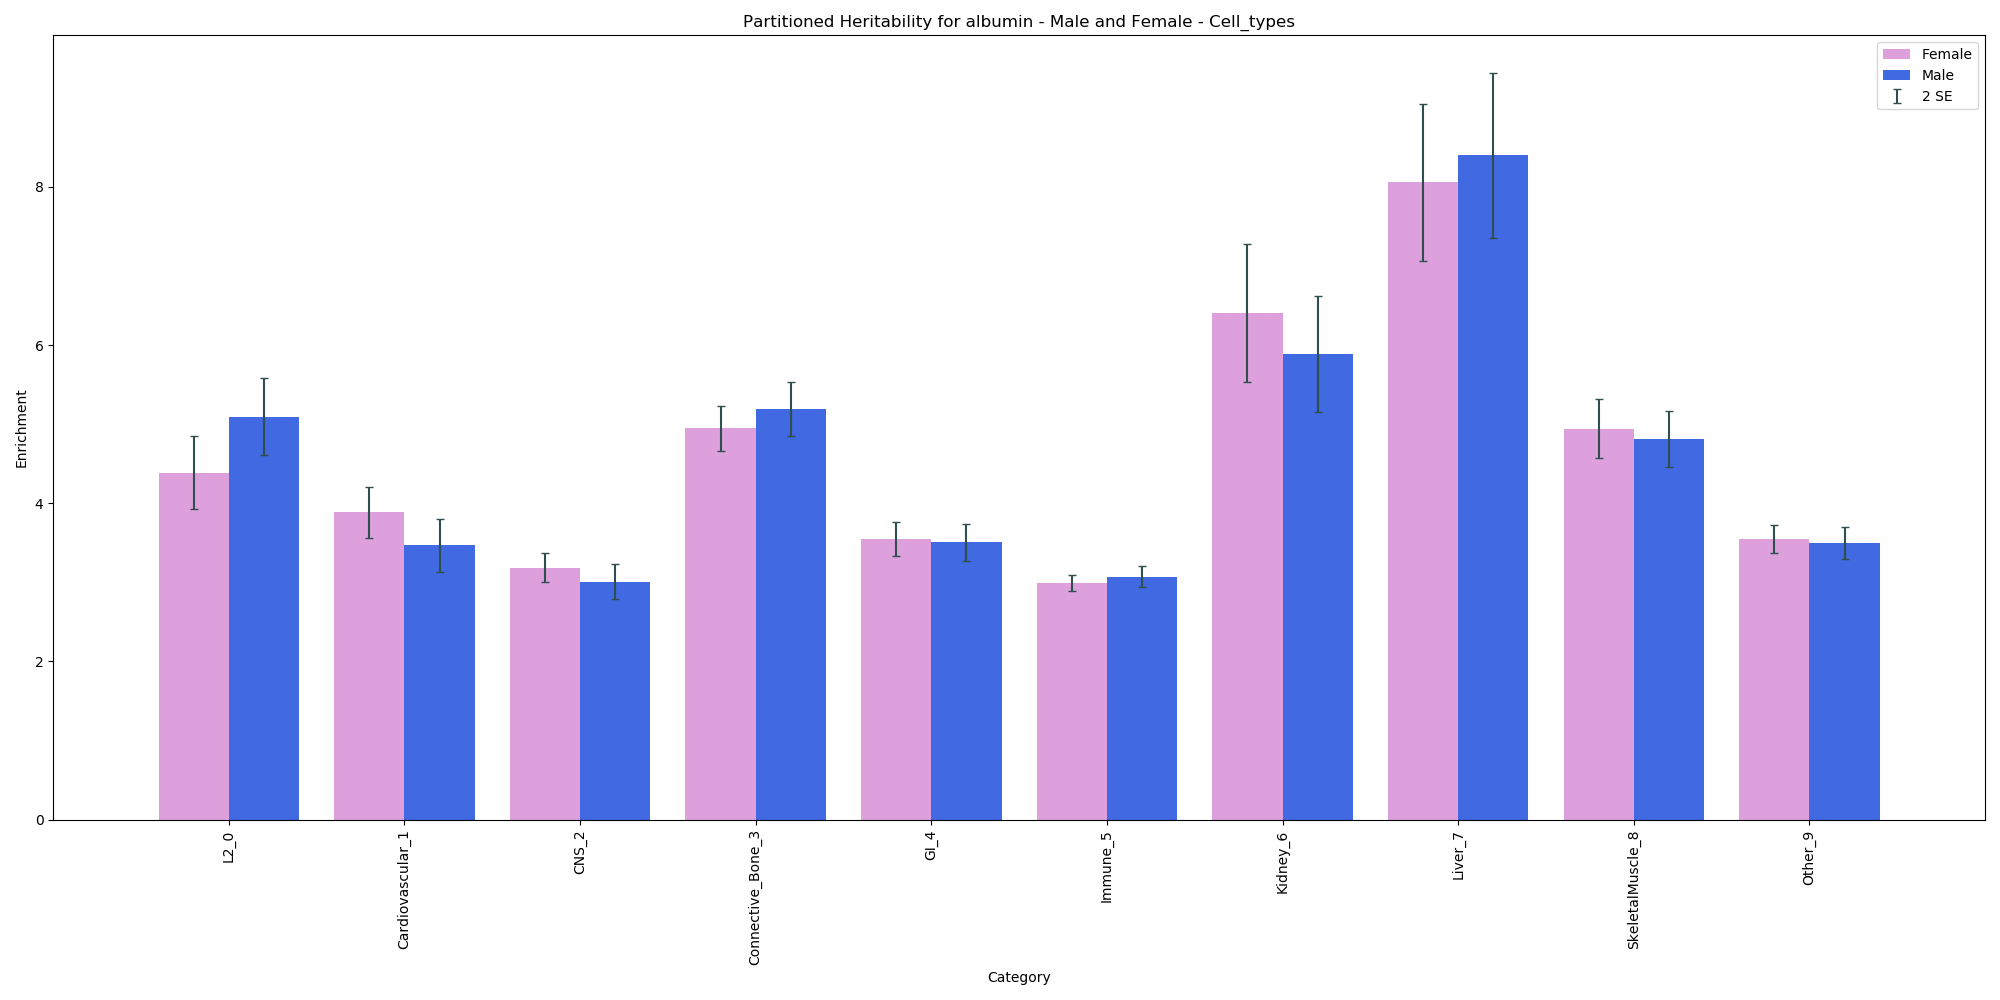 Partitioned Heritability for albumin - Male and Female - Cell_types
Female
Male
2 SE
Enrichment
8
6
4
2
0
L2_0
Cardiovascular_1
CNS_2
Connective_Bone_3
GI_4
Immune_5
Kidney_6
Liver_7
SkeletalMuscle_8
Other_9
Category